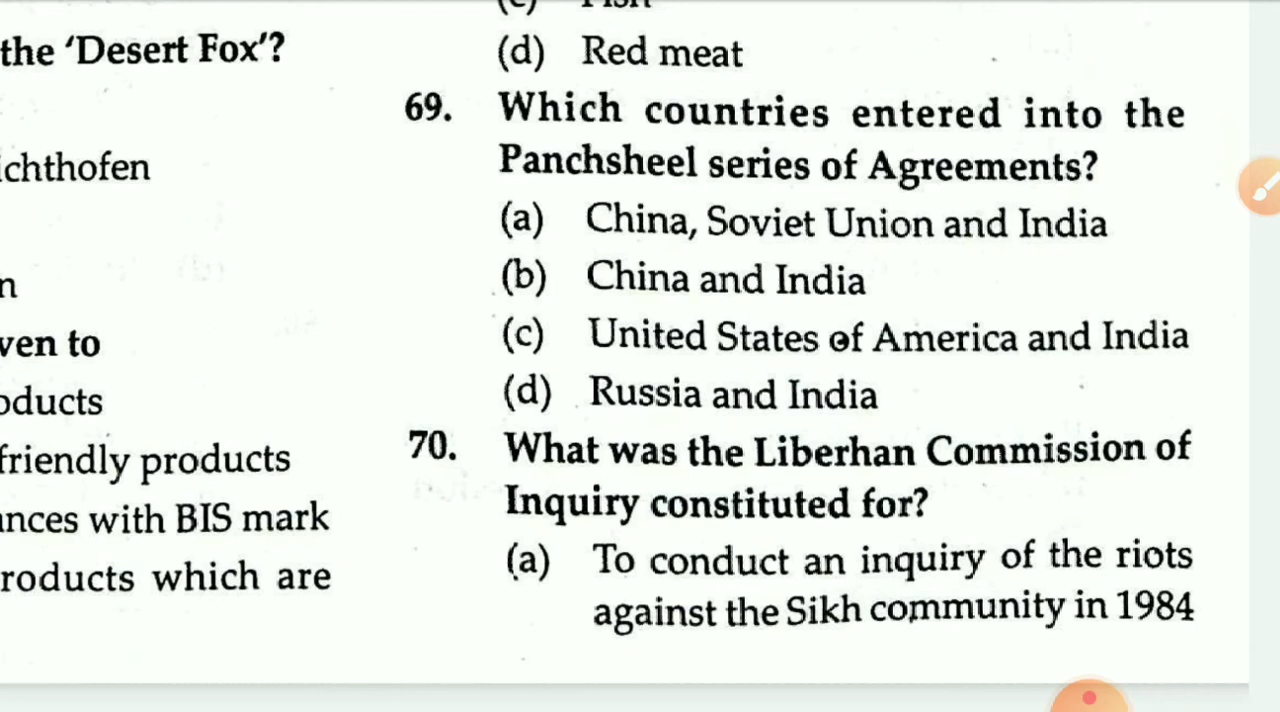 the ‘Desert Fox’?
ichthofen
n
ven to
oducts
friendly products
ances with BIS mark
roducts which are
(d) Red meat
69. Which countries entered into the
Panchsheel series of Agreements?
(a) China, Soviet Union and India
(b) China and India
(c) United States of America and India
(d) Russia and India
70. What was the Liberhan Commission of
Inquiry constituted for?
(a) To conduct an inquiry of the riots
against the Sikh community in 1984